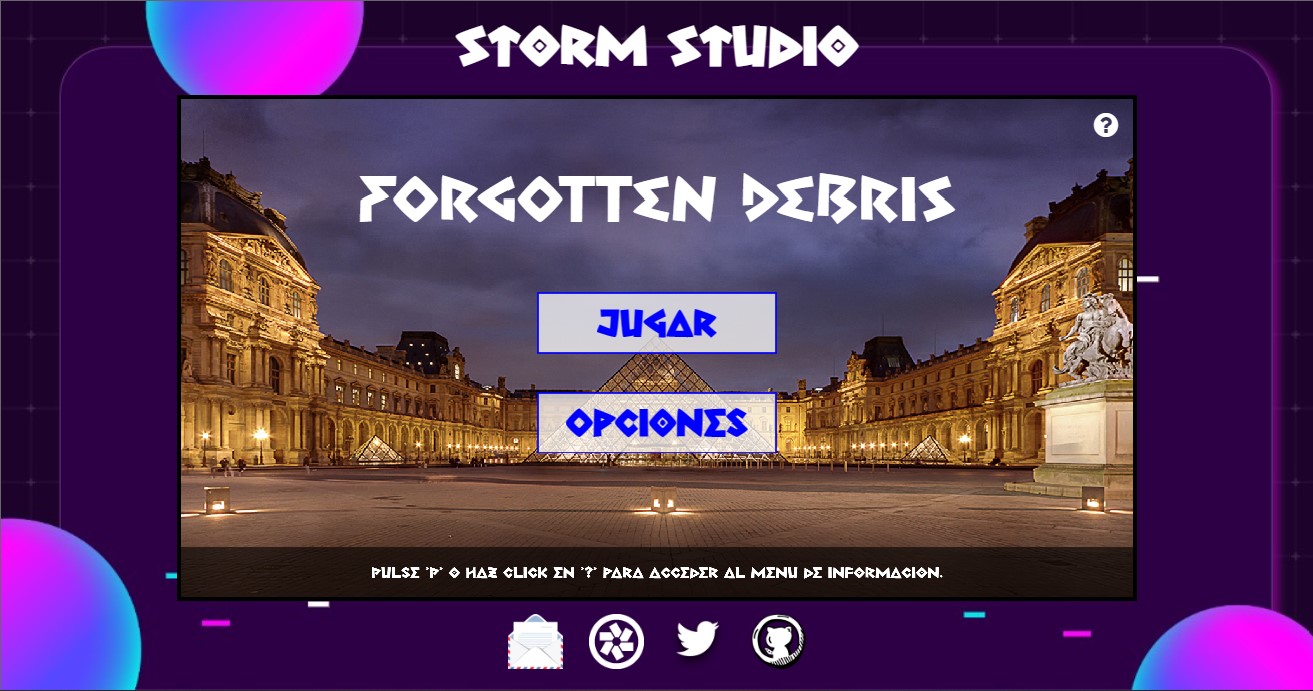 STORM STUDIO
?
FORGOTTEN DEBRIS
JUGAR
OPCIONES
PULSE 'P' O HAZ CLICK EN '?' PARA ACCEDER AL MENU DE INFORMACION.